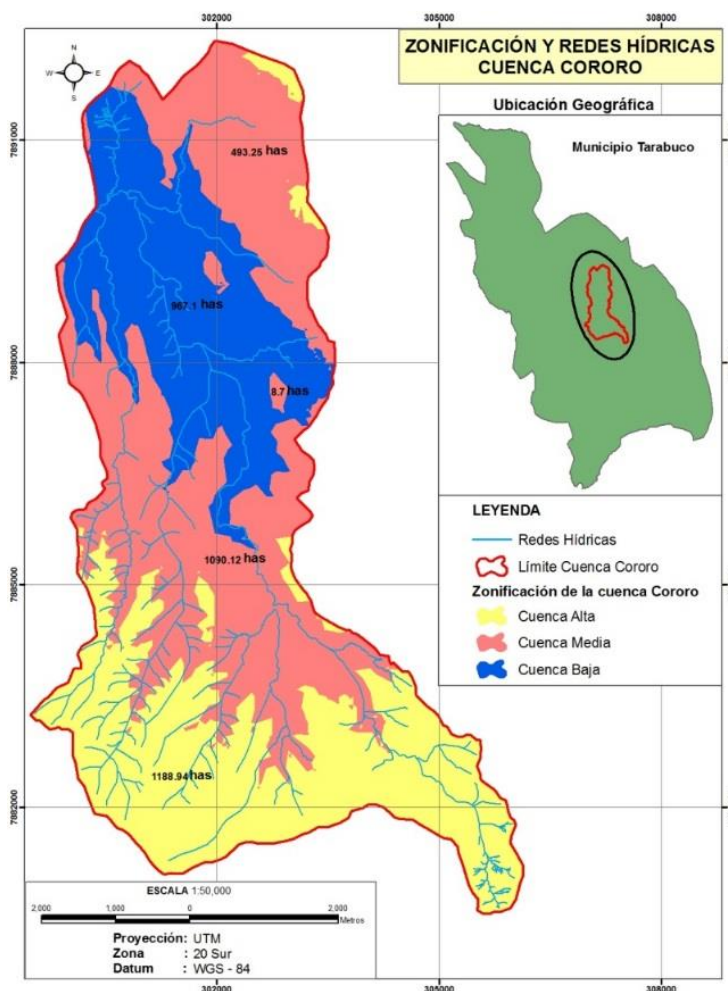 302000 305000 308000
ZONIFICACIÓN Y REDES HÍDRICAS
CUENCA CORORO
N
W E
S
Ubicación Geográfica
Municipio Tarabuco
7891000
493.25 has
967.1 has
7888000
8.7 has
LEYENDA
Redes Hídricas
Límite Cuenca Cororo
Zonificación de la cuenca Cororo
Cuenca Alta
Cuenca Media
Cuenca Baja
1090.12 has
7885000
1188.94 has
7882000
ESCALA 1:50,000
2,000 1,000 0 2,000
Metros
Proyección: UTM
Zona : 20 Sur
Datum : WGS - 84
302000 305000 308000